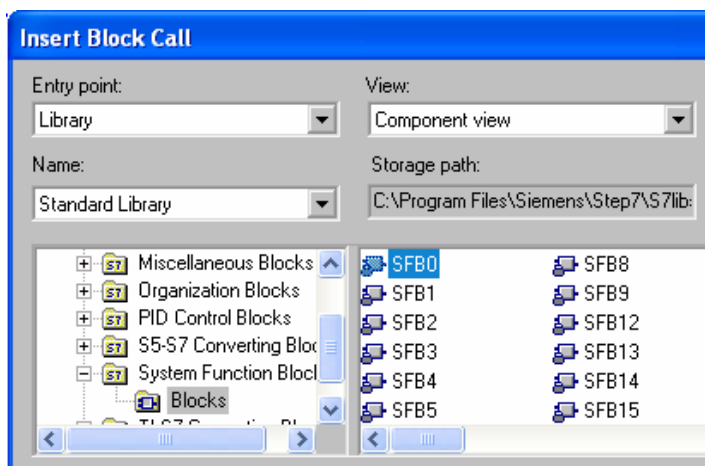 Insert Block Call
Entry point:
View:
Library
Component view
Name:
Storage path:
Standard Library
C:\Program Files\Siemens\Step7\S7lib:
Miscellaneous Blocks
Organization Blocks
PID Control Blocks
S5-S7 Converting Bloc
System Function Bloc
Blocks
SFB0
SFB1
SFB2
SFB3
SFB4
SFB5
SFB8
SFB9
SFB12
SFB13
SFB14
SFB15